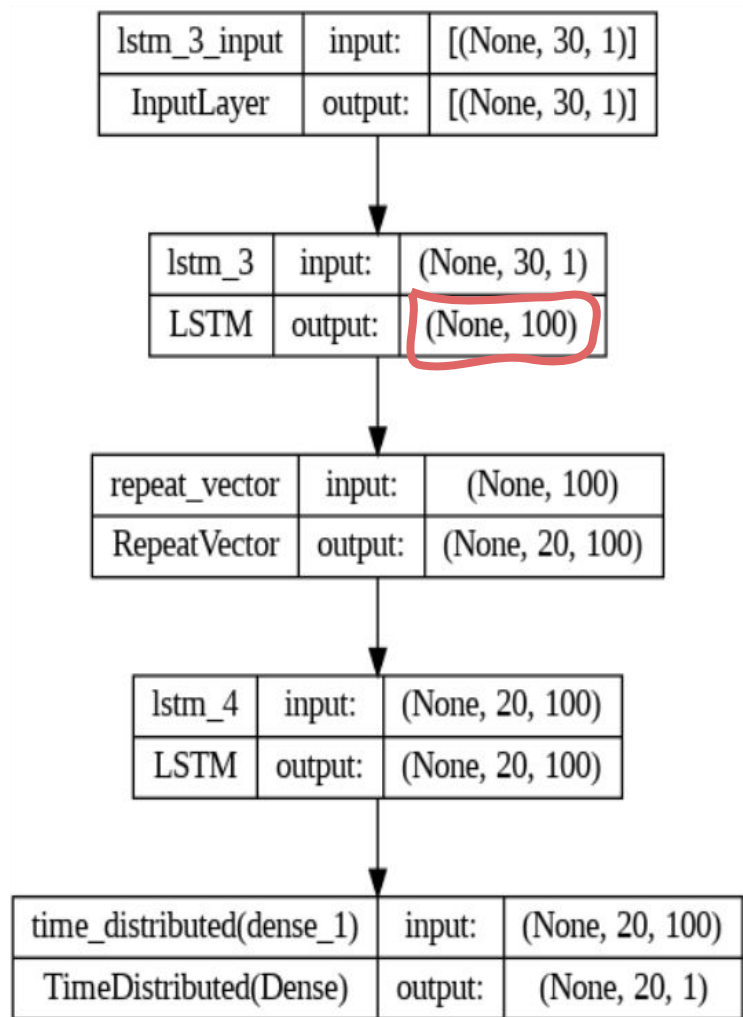 lstm_3_input input: [(None, 30, 1)]
InputLayer output: [(None, 30, 1)]
lstm_3 input: (None, 30, 1)
LSTM output: (None, 100)
repeat_vector input: (None, 100)
RepeatVector output: (None, 20, 100)
lstm_4 input: (None, 20, 100)
LSTM output: (None, 20, 100)
time_distributed(dense_1) input: (None, 20, 100)
TimeDistributed(Dense) output: (None, 20, 1)